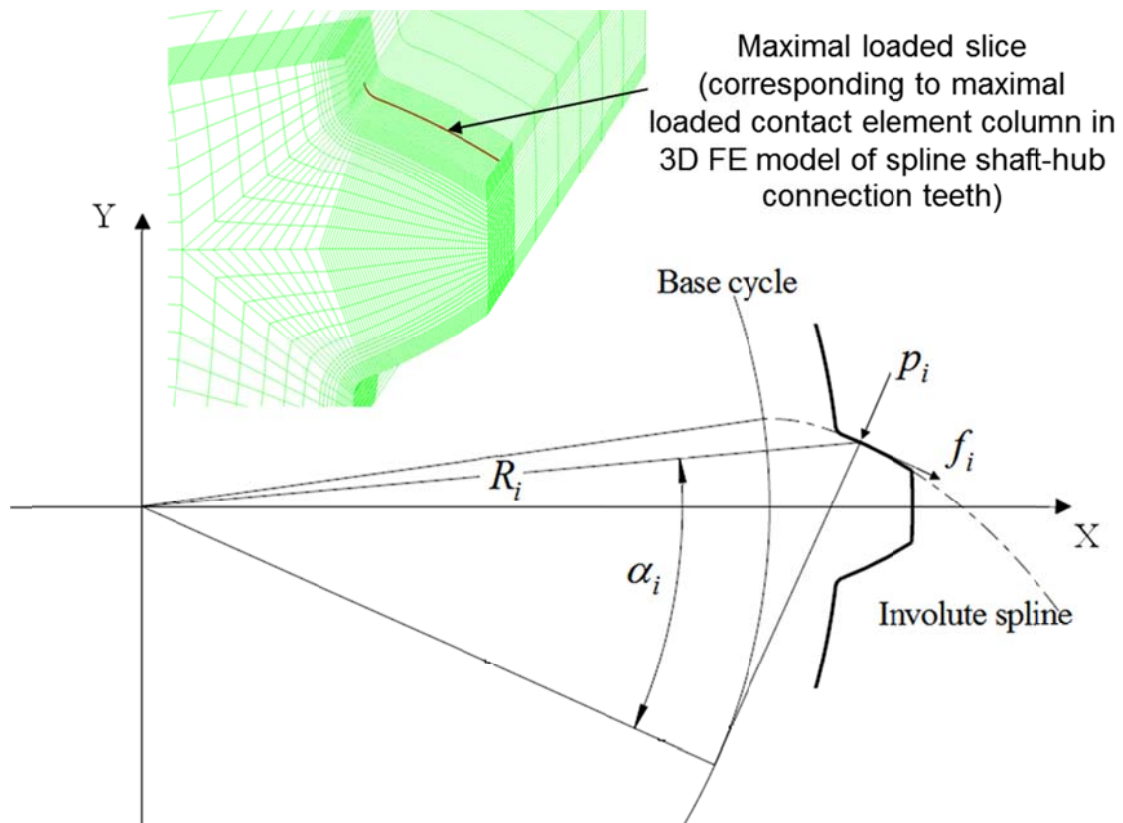 Maximal loaded slice
(corresponding to maximal
loaded contact element column in
3D FE model of spline shaft-hub
connection teeth)
Y
Base cycle
p_i
f_i
R_i
X
α_i
Involute spline